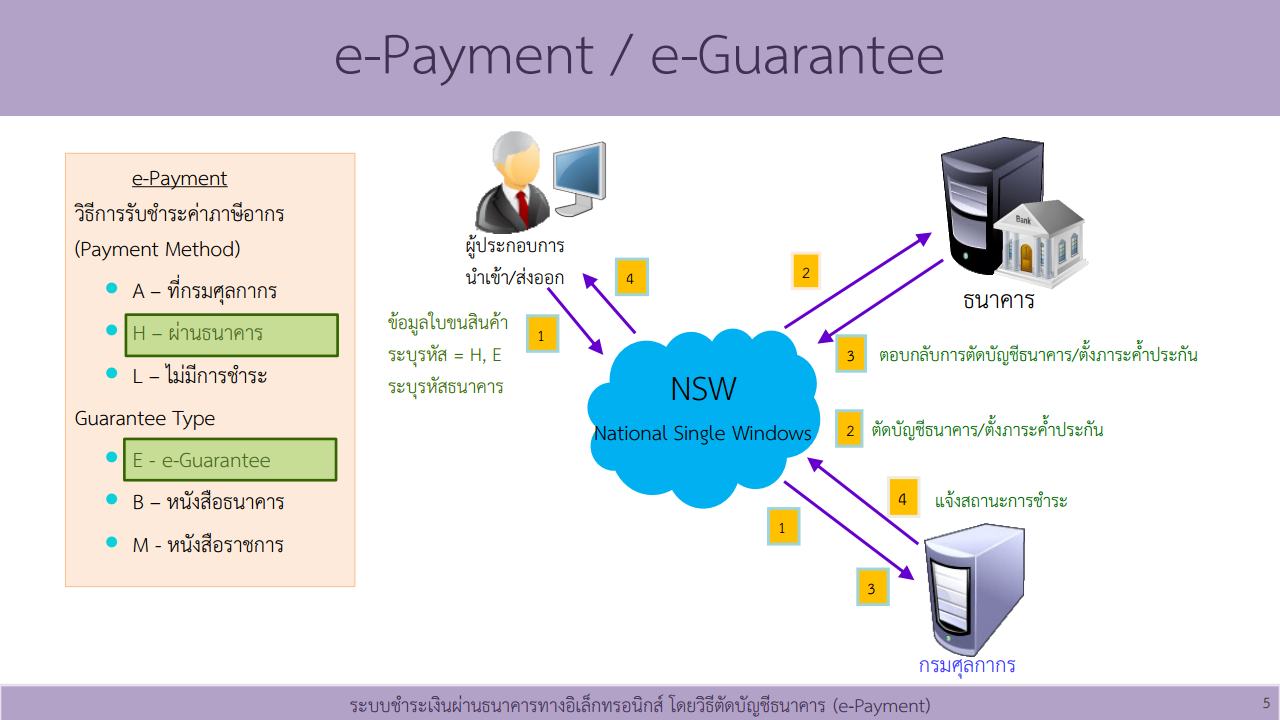 e-Payment / e-Guarantee
e-Payment
วิธีการรับชำระค่าภาษีอากร
(Payment Method)
A – ที่กรมศุลกากร
H – ผ่านธนาคาร
L – ไม่มีการชำระ
Guarantee Type
E - e-Guarantee
B – หนังสือธนาคาร
M - หนังสือราชการ
ผู้ประกอบการ
นำเข้า/ส่งออก
4
1
ข้อมูลใบขนสินค้า
ระบุรหัส = H, E
ระบุรหัสธนาคาร
2
Bank
ธนาคาร
3 ตอบกลับการตัดบัญชีธนาคาร/ตั้งภาระค้ำประกัน
NSW
National Single Windows
2 ตัดบัญชีธนาคาร/ตั้งภาระค้ำประกัน
4 แจ้งสถานะการชำระ
1
3
กรมศุลกากร
ระบบชำระเงินผ่านธนาคารทางอิเล็กทรอนิกส์ โดยวิธีตัดบัญชีธนาคาร (e-Payment)
5